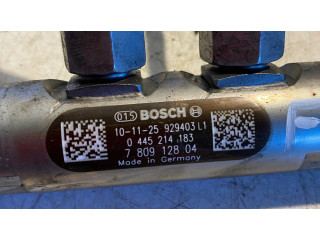 015 BOSCH
10-11-25 929403 L1
0 445 214 183
7 809 128 04
Made in Germany